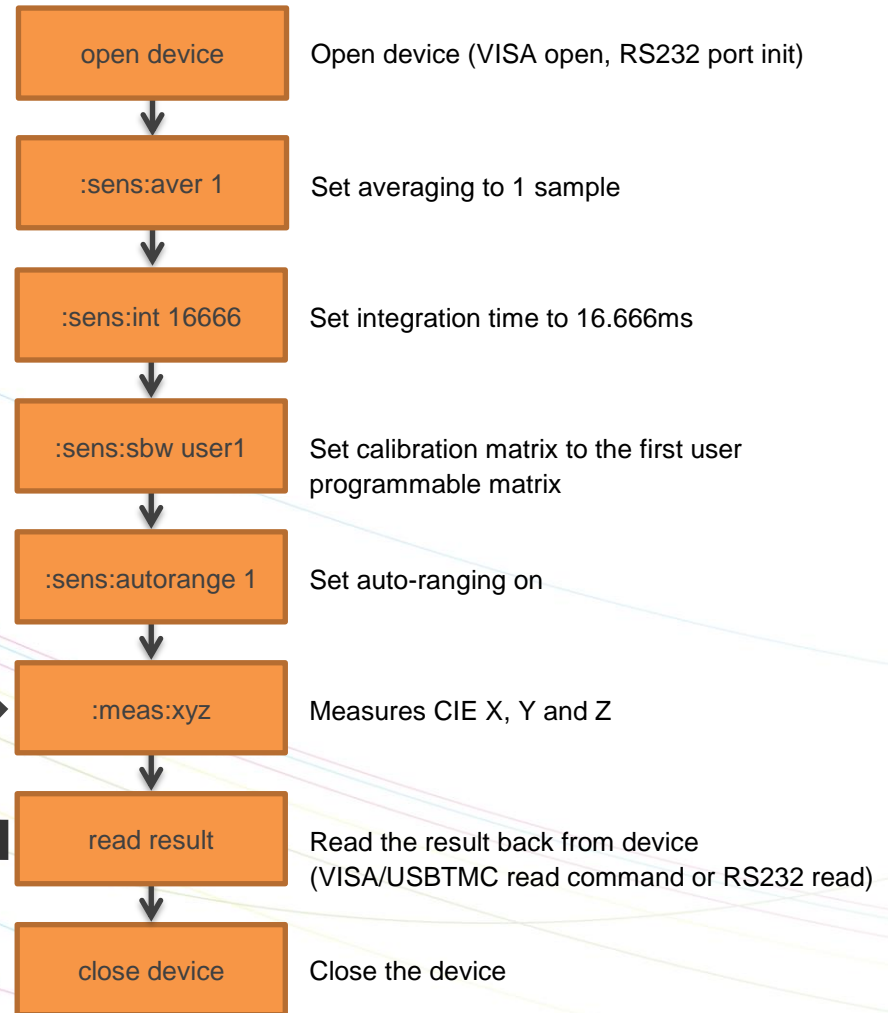 open device
Open device (VISA open, RS232 port init)
:sens:aver 1
Set averaging to 1 sample
:sens:int 16666
Set integration time to 16.666ms
:sens:sbw user1
Set calibration matrix to the first user
programmable matrix
:sens:autorange 1
Set auto-ranging on
:meas:xyz
Measures CIE X, Y and Z
read result
Read the result back from device
(VISA/USBTMC read command or RS232 read)
close device
Close the device